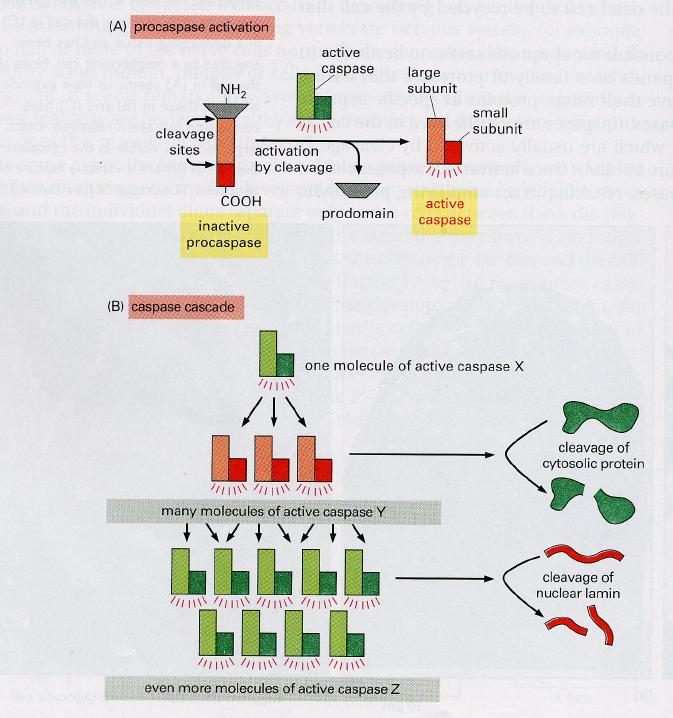 (A) procaspase activation
active
caspase
large
subunit
small
subunit
NH2
cleavage
sites
activation
by cleavage
COOH
prodomain
active
caspase
inactive
procaspase
(B) caspase cascade
one molecule of active caspase X
cleavage of
cytosolic protein
many molecules of active caspase Y
cleavage of
nuclear lamin
even more molecules of active caspase Z